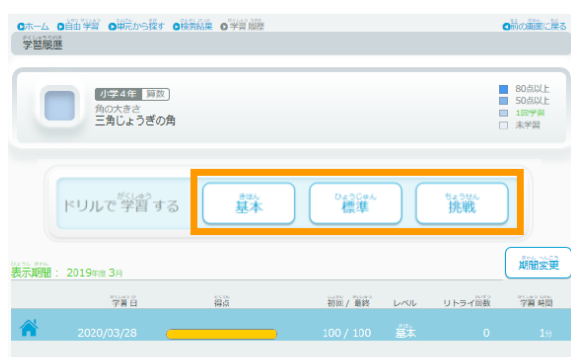 ホーム 自由学習 単元から探す 検索結果 学習履歴 前の画面に戻る
学習履歴
小学4年 算数
角の大きさ
三角じょうぎの角
80点以上
50点以上
1回学習
未学習
ドリルで学習する 基本 標準 挑戦
表示期間 : 2019年度 3月 期間変更
学習日 得点 初回 / 最終 レベル リトライ回数 学習時間
2020/03/28 100 / 100 基本 0 1分